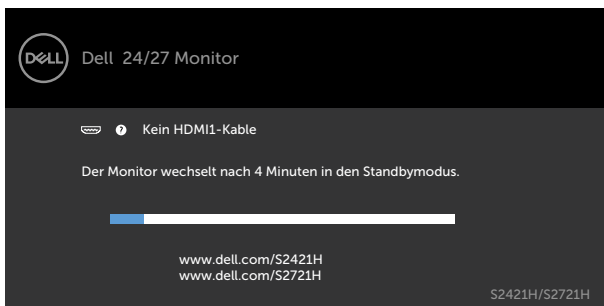 DELL
Dell 24/27 Monitor
? Kein HDMI1-Kable
Der Monitor wechselt nach 4 Minuten in den Standbymodus.
www.dell.com/S2421H
www.dell.com/S2721H
S2421H/S2721H